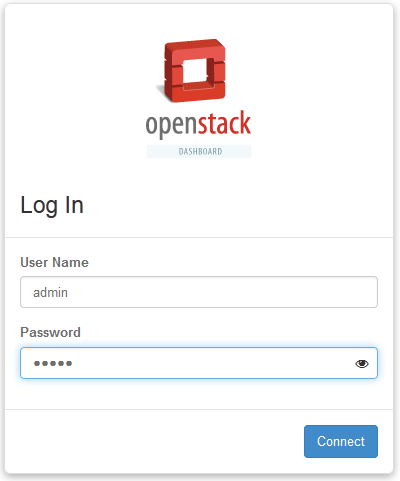 openstack
DASHBOARD
Log In
User Name
admin
Password
•••••
Connect